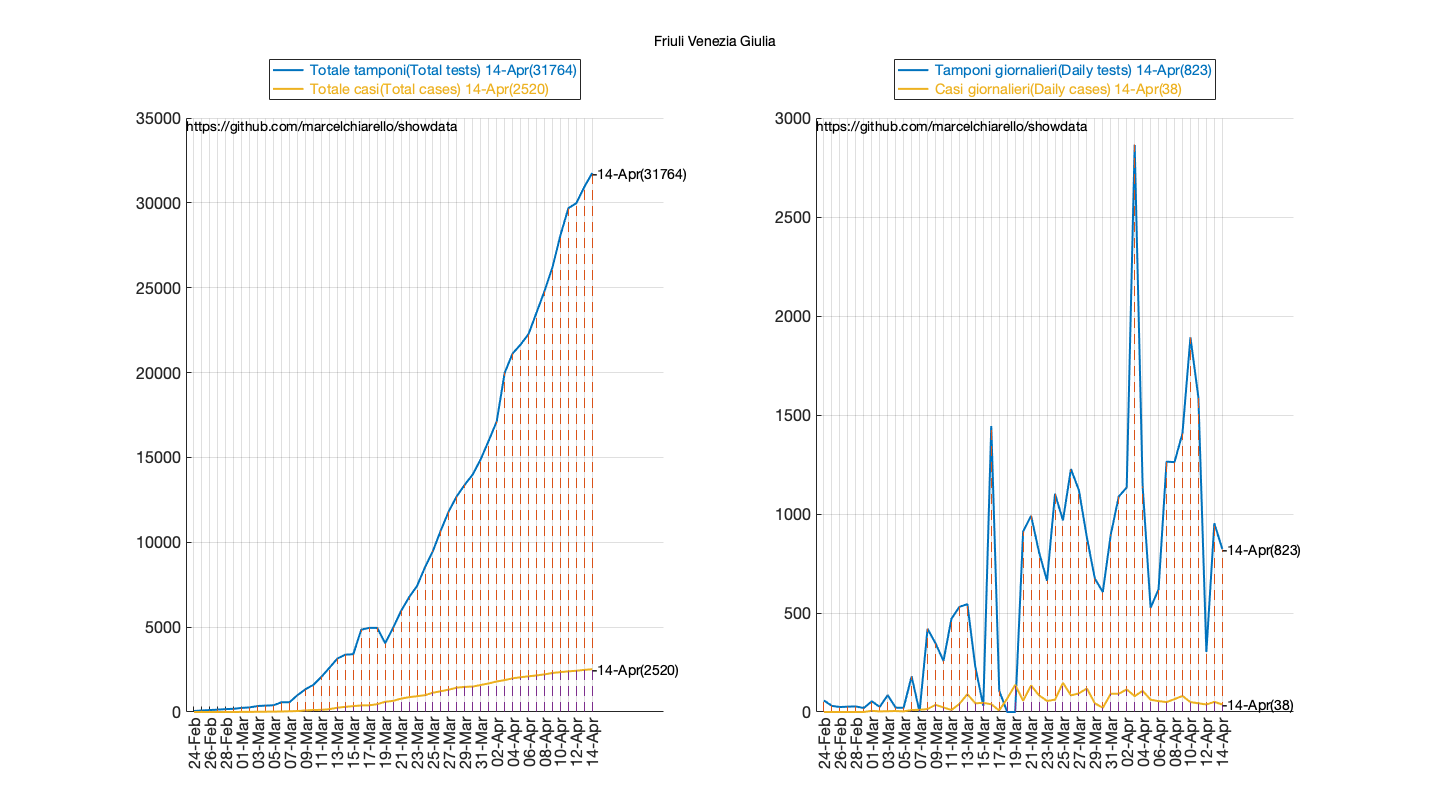 Friuli Venezia Giulia
Totale tamponi(Total tests) 14-Apr(31764)
Totale casi(Total cases) 14-Apr(2520)
https://github.com/marcelchiarello/showdata
35000
30000
25000
20000
15000
10000
5000
0
14-Apr(31764)
14-Apr(2520)
24-Feb
26-Feb
28-Feb
01-Mar
03-Mar
05-Mar
07-Mar
09-Mar
11-Mar
13-Mar
15-Mar
17-Mar
19-Mar
21-Mar
23-Mar
25-Mar
27-Mar
29-Mar
31-Mar
02-Apr
04-Apr
06-Apr
08-Apr
10-Apr
12-Apr
14-Apr
Tamponi giornalieri(Daily tests) 14-Apr(823)
Casi giornalieri(Daily cases) 14-Apr(38)
https://github.com/marcelchiarello/showdata
3000
2500
2000
1500
1000
500
0
14-Apr(823)
14-Apr(38)
24-Feb
26-Feb
28-Feb
01-Mar
03-Mar
05-Mar
07-Mar
09-Mar
11-Mar
13-Mar
15-Mar
17-Mar
19-Mar
21-Mar
23-Mar
25-Mar
27-Mar
29-Mar
31-Mar
02-Apr
04-Apr
06-Apr
08-Apr
10-Apr
12-Apr
14-Apr